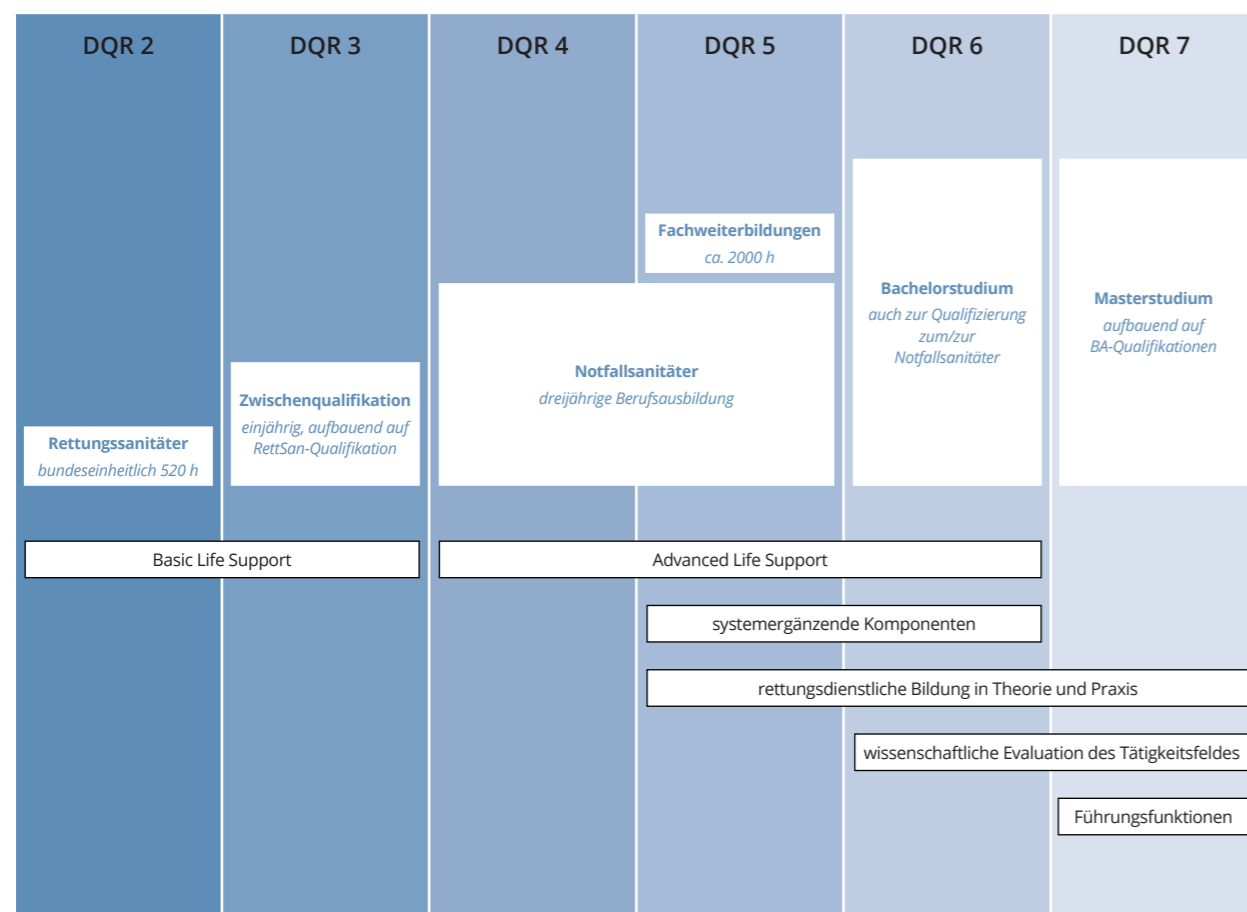 DQR 2
DQR 3
DQR 4
DQR 5
DQR 6
DQR 7
Rettungssanitäter
bundeseinheitlich 520 h
Zwischenqualifikation
einjährig, aufbauend auf
RettSan-Qualifikation
Notfallsanitäter
dreijährige Berufsausbildung
Fachweiterbildungen
ca. 2000 h
Bachelorstudium
auch zur Qualifizierung
zum/zur
Notfallsanitäter
Masterstudium
aufbauend auf
BA-Qualifikationen
Basic Life Support
Advanced Life Support
systemergänzende Komponenten
rettungsdienstliche Bildung in Theorie und Praxis
wissenschaftliche Evaluation des Tätigkeitsfeldes
Führungsfunktionen